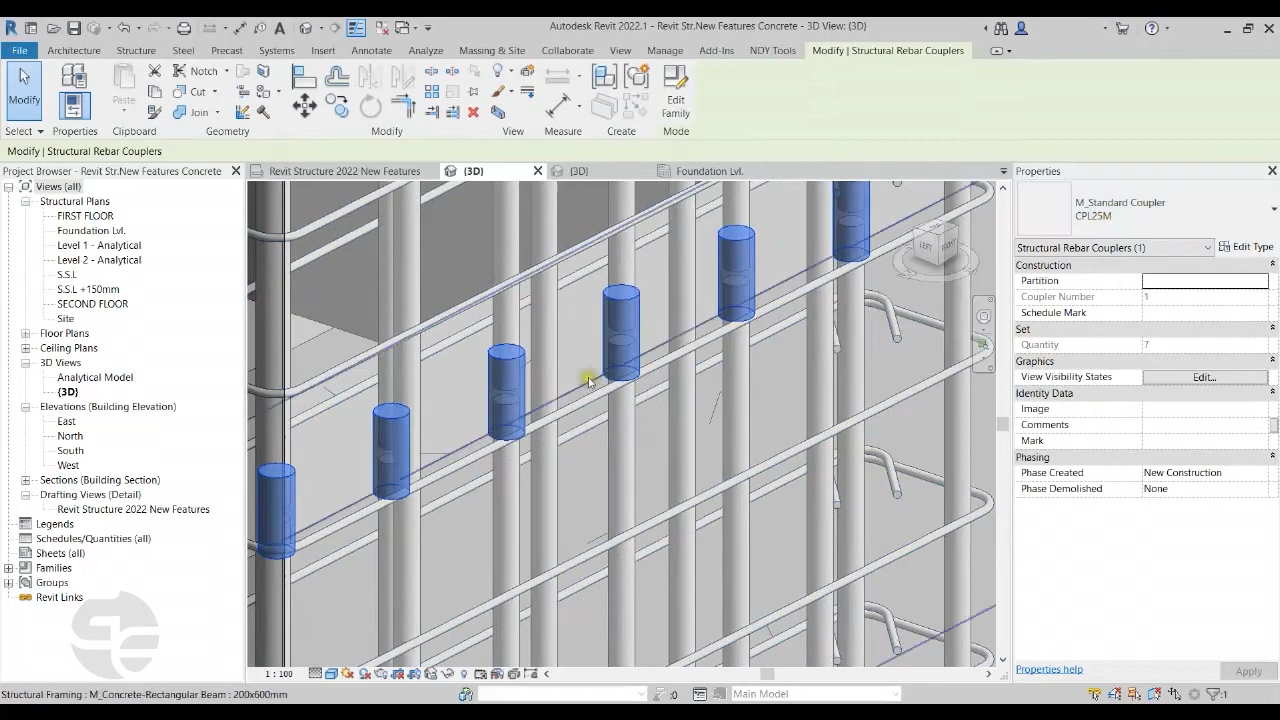 Autodesk Revit 2022.1 - Revit Str.New Features Concrete - 3D View: {3D}
File Architecture Structure Steel Precast Systems Insert Annotate Analyze Massing & Site Collaborate View Manage Add-Ins NDY Tools Modify | Structural Rebar Couplers
Modify Paste Notch Cut Join Edit Family
Select Properties Clipboard Geometry Modify View Measure Create Mode
Modify | Structural Rebar Couplers
Project Browser - Revit Str.New Features Concrete
Revit Structure 2022 New Features {3D} {3D} Foundation Lvl.
Views (all)
Structural Plans
FIRST FLOOR
Foundation Lvl.
Level 1 - Analytical
Level 2 - Analytical
S.S.L
S.S.L +150mm
SECOND FLOOR
Site
Floor Plans
Ceiling Plans
3D Views
Analytical Model
{3D}
Elevations (Building Elevation)
East
North
South
West
Sections (Building Section)
Drafting Views (Detail)
Revit Structure 2022 New Features
Legends
Schedules/Quantities (all)
Sheets (all)
Families
Groups
Revit Links
LEFT FRONT
Properties
M_Standard Coupler
CPL25M
Structural Rebar Couplers (1) Edit Type
Construction
Partition
Coupler Number 1
Schedule Mark
Set
Quantity 7
Graphics
View Visibility States Edit...
Identity Data
Image
Comments
Mark
Phasing
Phase Created New Construction
Phase Demolished None
Properties help Apply
1 : 100
Structural Framing : M_Concrete-Rectangular Beam : 200x600mm :0 Main Model :1